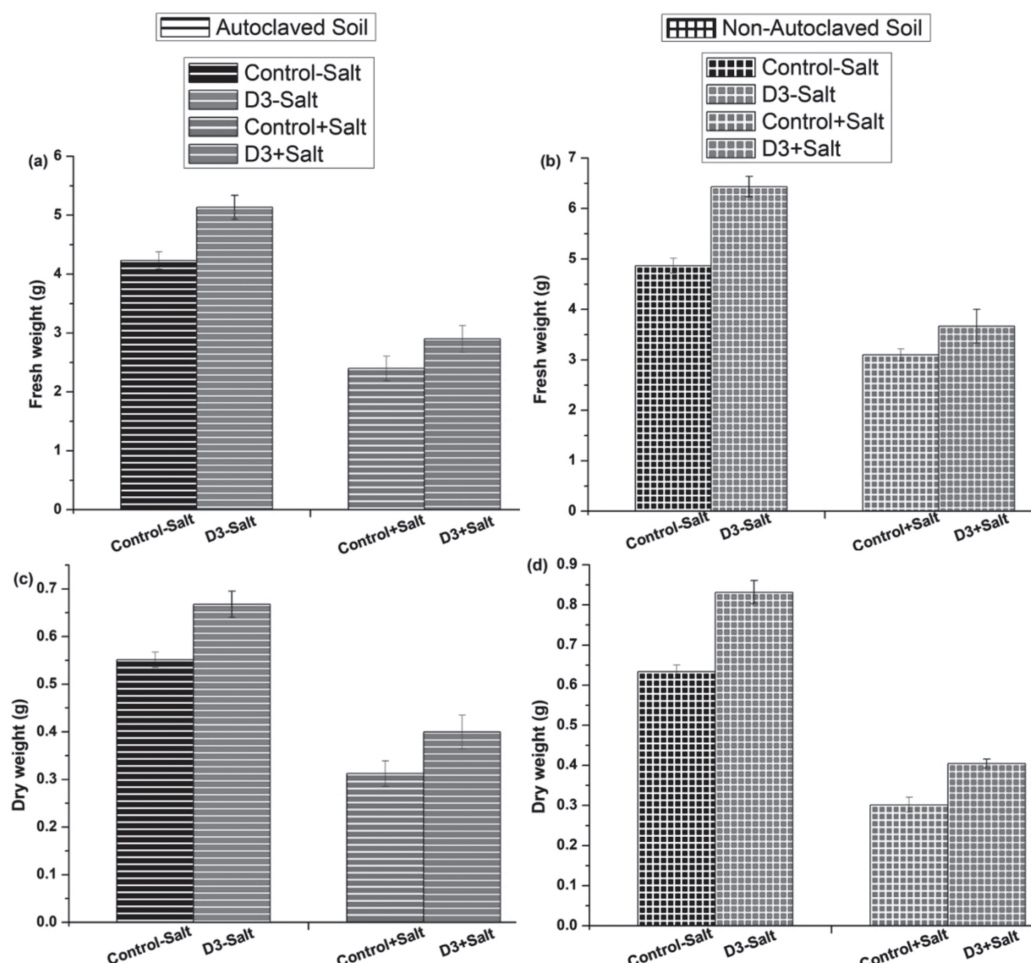 Autoclaved Soil
Control-Salt
D3-Salt
Control+Salt
D3+Salt
Non-Autoclaved Soil
Control-Salt
D3-Salt
Control+Salt
D3+Salt
(a)
6
5
4
3
2
1
0
Fresh weight (g)
Control-Salt
D3-Salt
Control+Salt
D3+Salt
(b)
7
6
5
4
3
2
1
0
Fresh weight (g)
Control-Salt
D3-Salt
Control+Salt
D3+Salt
(c)
0.7
0.6
0.5
0.4
0.3
0.2
0.1
0.0
Dry weight (g)
Control-Salt
D3-Salt
Control+Salt
D3+Salt
(d)
0.9
0.8
0.7
0.6
0.5
0.4
0.3
0.2
0.1
0.0
Dry weight (g)
Control-Salt
D3-Salt
Control+Salt
D3+Salt